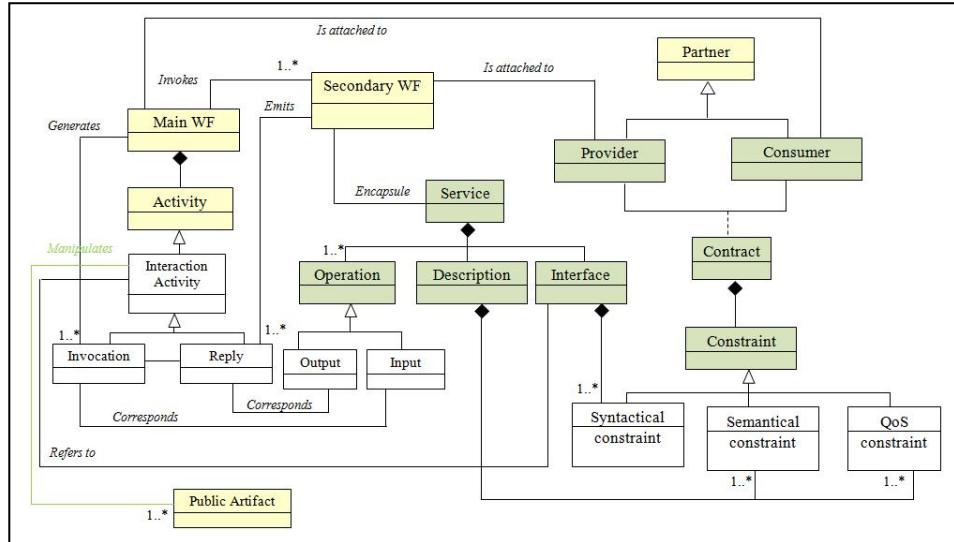 Is attached to
Partner
1..*
Invokes
Secondary WF
Is attached to
Emits
Generates
Main WF
Provider
Consumer
Encapsule
Service
Activity
Manipulates
1..*
Interaction
Activity
Operation
Description
Interface
Contract
1..*
1..*
Constraint
Invocation
Reply
Output
Input
1..*
Corresponds
Corresponds
Syntactical
constraint
Semantical
constraint
QoS
constraint
Refers to
1..*
1..*
Public Artifact
1..*